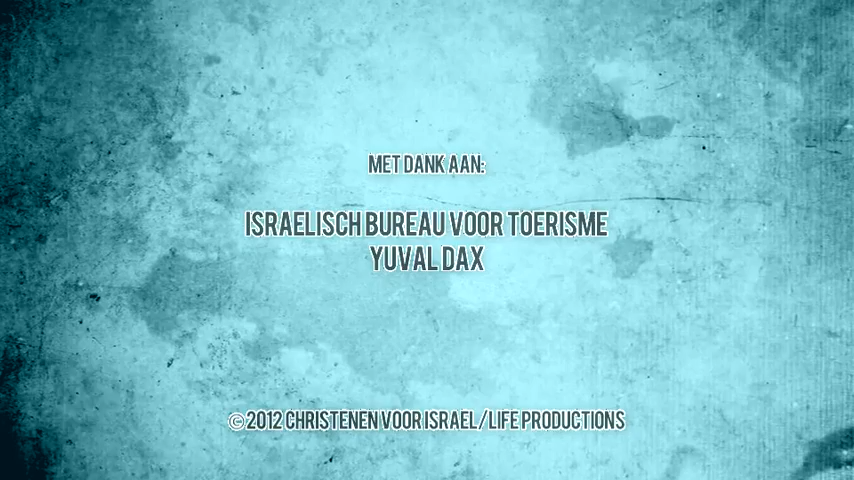 MET DANK AAN:
ISRAELISCH BUREAU VOOR TOERISME
YUVAL DAX
©2012 CHRISTENEN VOOR ISRAEL/LIFE PRODUCTIONS